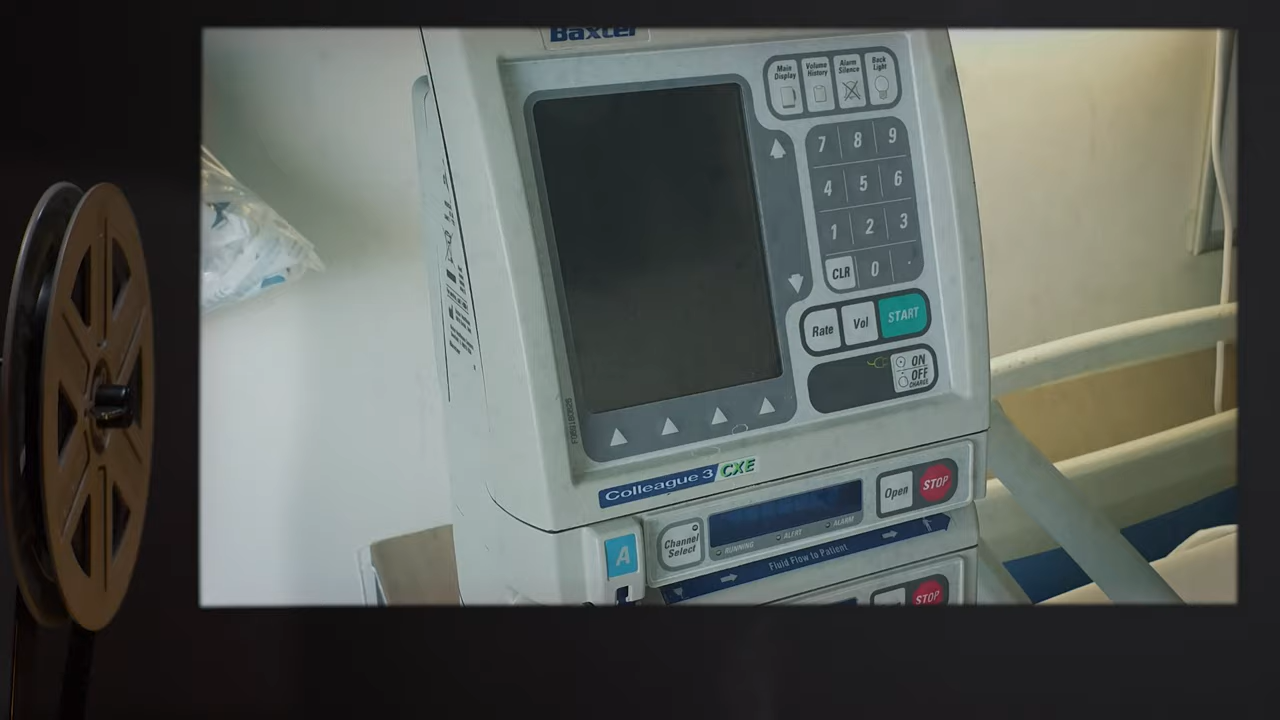 Baxter
Main Display
Volume History
Alarm Silence
Back Light
7 8 9
4 5 6
1 2 3
CLR 0 .
Rate Vol START
ON
OFF
CHARGE
Colleague 3 CXE
Open STOP
A
Channel Select
RUNNING ALERT ALARM
Fluid Flow to Patient
STOP